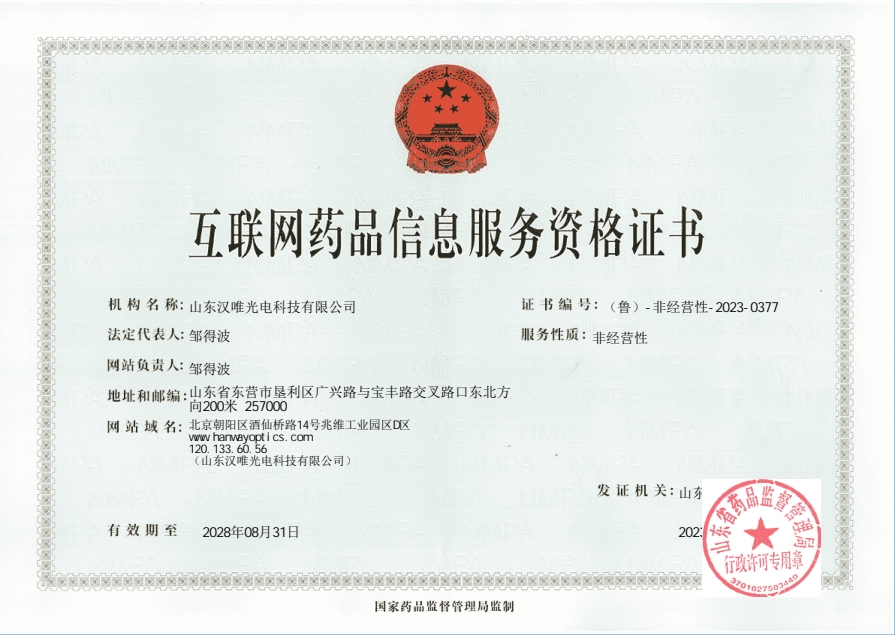 互联网药品信息服务资格证书
机构名称: 山东汉唯光电科技有限公司
证书编号: （鲁）-非经营性-2023-0377
法定代表人: 邹得波
服务性质: 非经营性
网站负责人: 邹得波
地址和邮编: 山东省东营市垦利区广兴路与宝丰路交叉路口东北方
向200米 257000
网站域名: 北京朝阳区酒仙桥路14号兆维工业园区D区
www.hanwayoptics.com
120.133.60.56
（山东汉唯光电科技有限公司）
发证机关: 山东
有效期至 2028年08月31日
202
山东省药品监督管理局
行政许可专用章
3701027503440
国家药品监督管理局监制